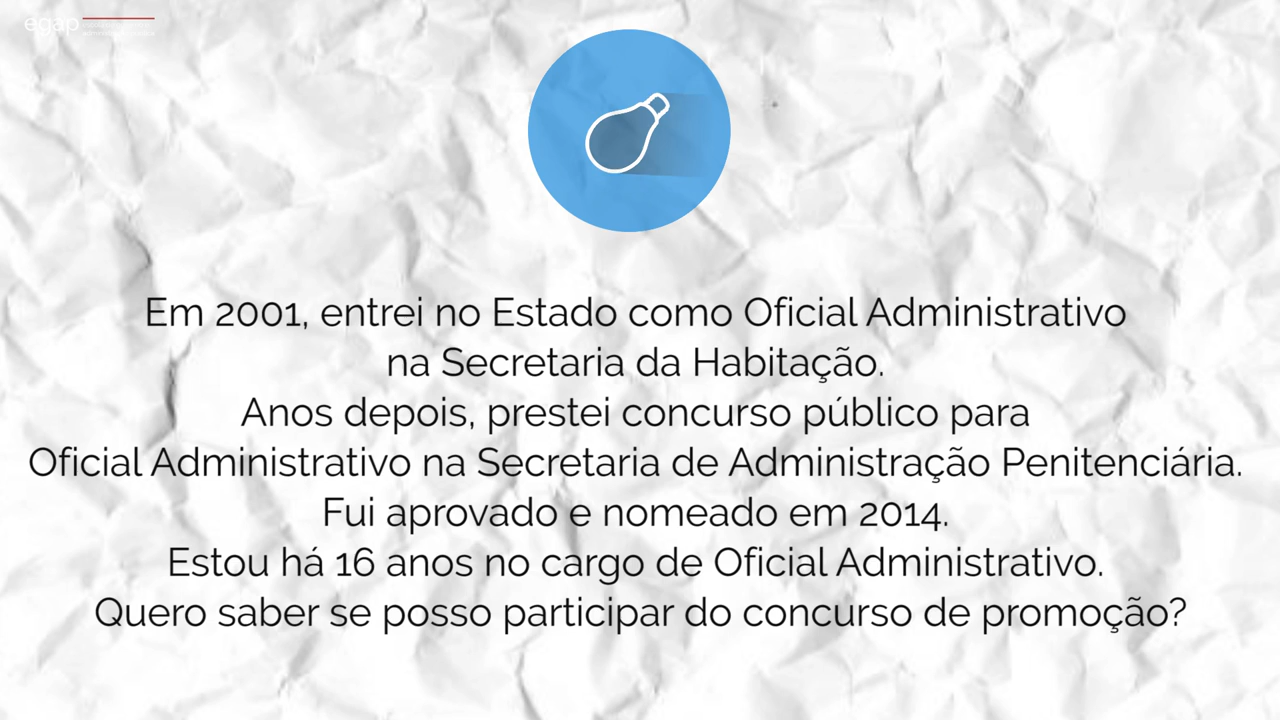 egap
Em 2001, entrei no Estado como Oficial Administrativo
na Secretaria da Habitação.
Anos depois, prestei concurso público para
Oficial Administrativo na Secretaria de Administração Penitenciária.
Fui aprovado e nomeado em 2014.
Estou há 16 anos no cargo de Oficial Administrativo.
Quero saber se posso participar do concurso de promoção?